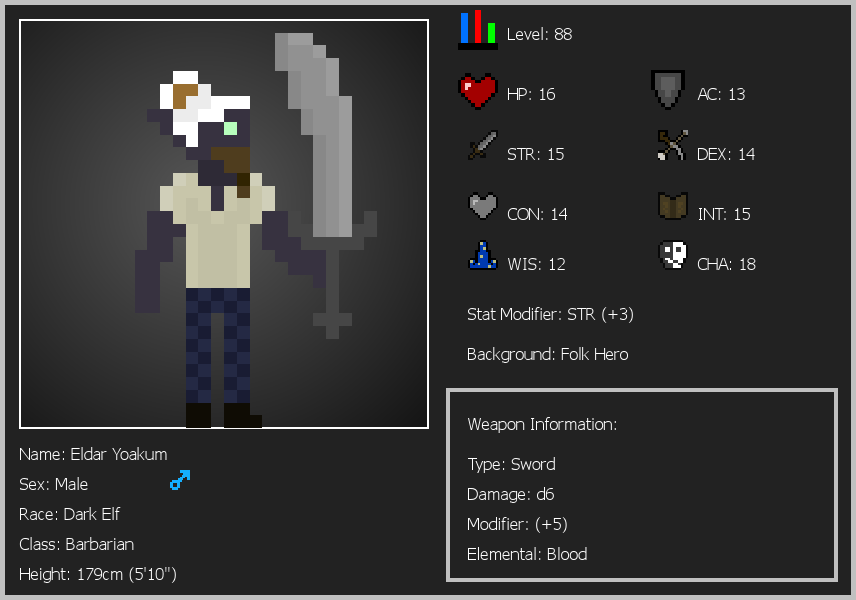 Level: 88
HP: 16
AC: 13
STR: 15
DEX: 14
CON: 14
INT: 15
WIS: 12
CHA: 18
Stat Modifier: STR (+3)
Background: Folk Hero
Weapon Information:
Type: Sword
Damage: d6
Modifier: (+5)
Elemental: Blood
Name: Eldar Yoakum
Sex: Male
Race: Dark Elf
Class: Barbarian
Height: 179cm (5'10")